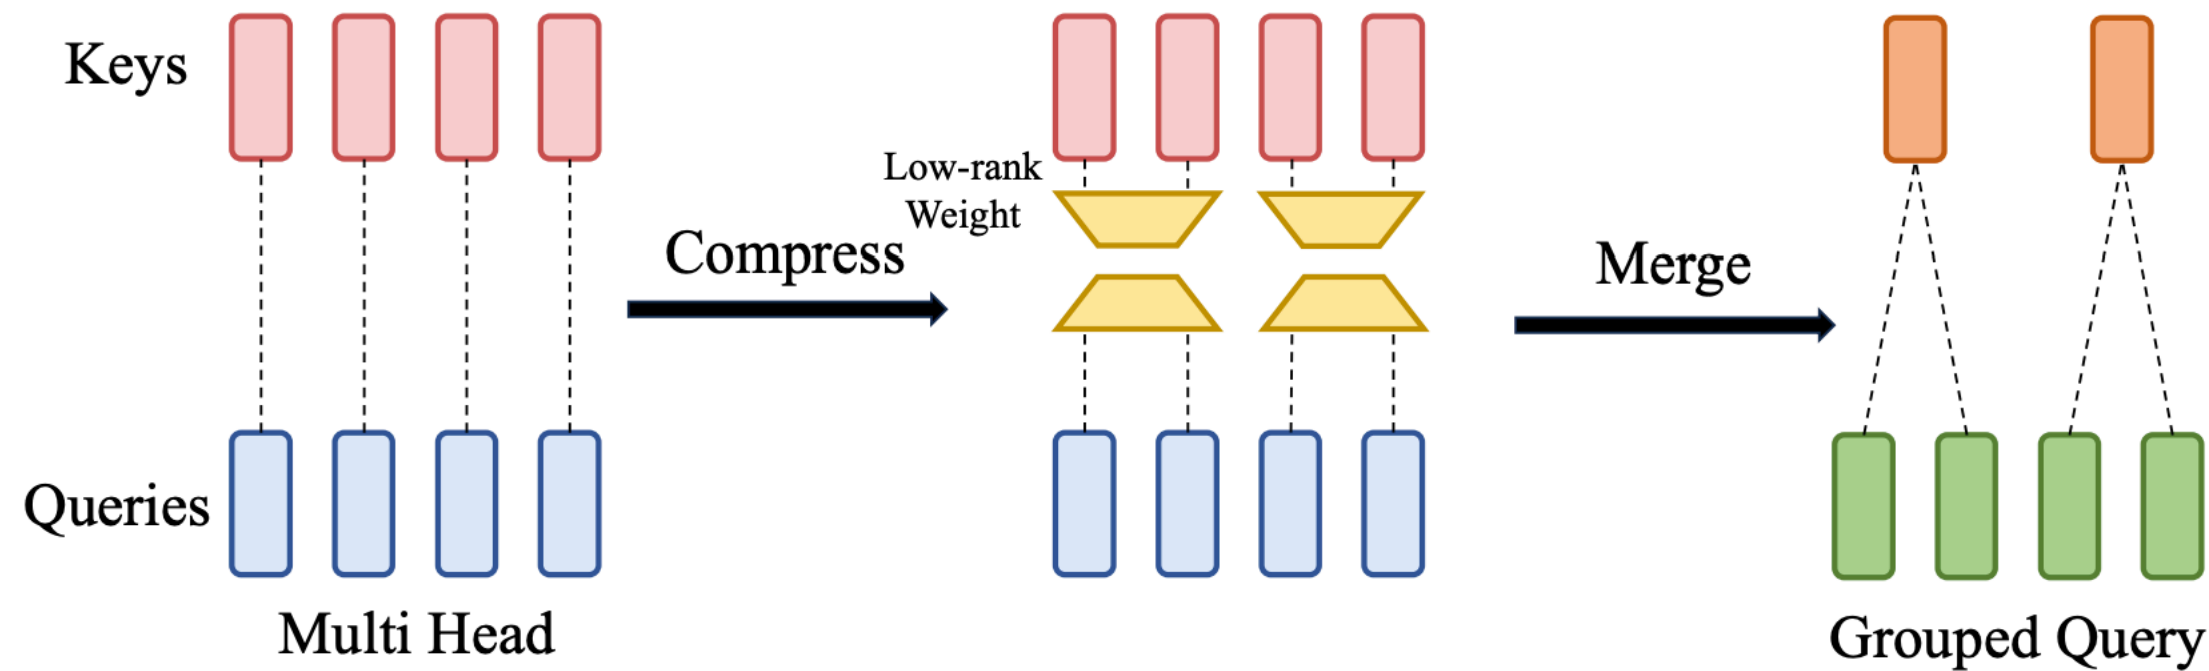 Keys
Low-rank
Weight
Compress
Merge
Queries
Multi Head
Grouped Query